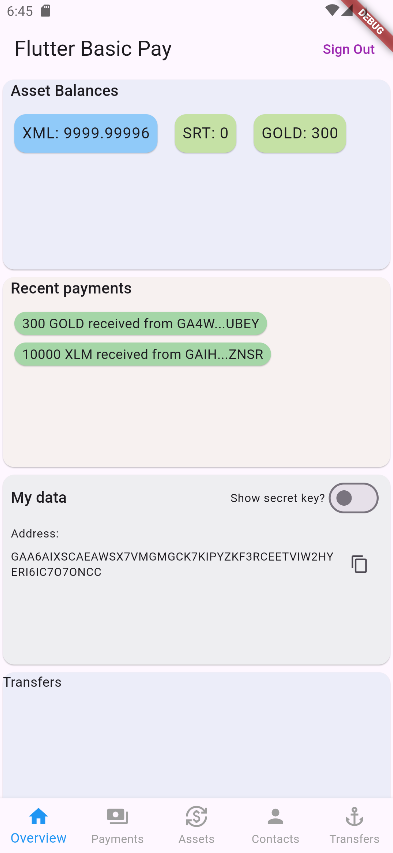 6:45
DEBUG
Flutter Basic Pay
Sign Out
Asset Balances
XML: 9999.99996
SRT: 0
GOLD: 300
Recent payments
300 GOLD received from GA4W...UBEY
10000 XLM received from GAIH...ZNSR
My data
Show secret key?
Address:
GAA6AIXSCAEAWSX7VMGMGCK7KIPYZKF3RCEETVIW2HY
ERI6IC7O7ONCC
Transfers
Overview
Payments
Assets
Contacts
Transfers